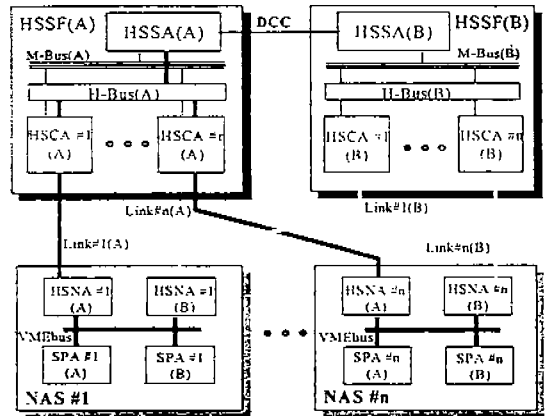 HSSF(A)
HSSA(A)
DCC
HSSA(B)
HSSF(B)
M-Bus(A)
M-Bus(B)
H-Bus(A)
H-Bus(B)
HSCA #1
(A)
HSCA #n
(A)
HSCA #1
(B)
HSCA #n
(B)
Link#n(A)
Link#1(B)
Link#1(A)
Link#n(B)
HSNA #1
(A)
HSNA #1
(B)
HSNA #n
(A)
HSNA #n
(B)
VMEbus
VMEbus
SPA #1
(A)
SPA #1
(B)
SPA #n
(A)
SPA #n
(B)
NAS #1
NAS #n